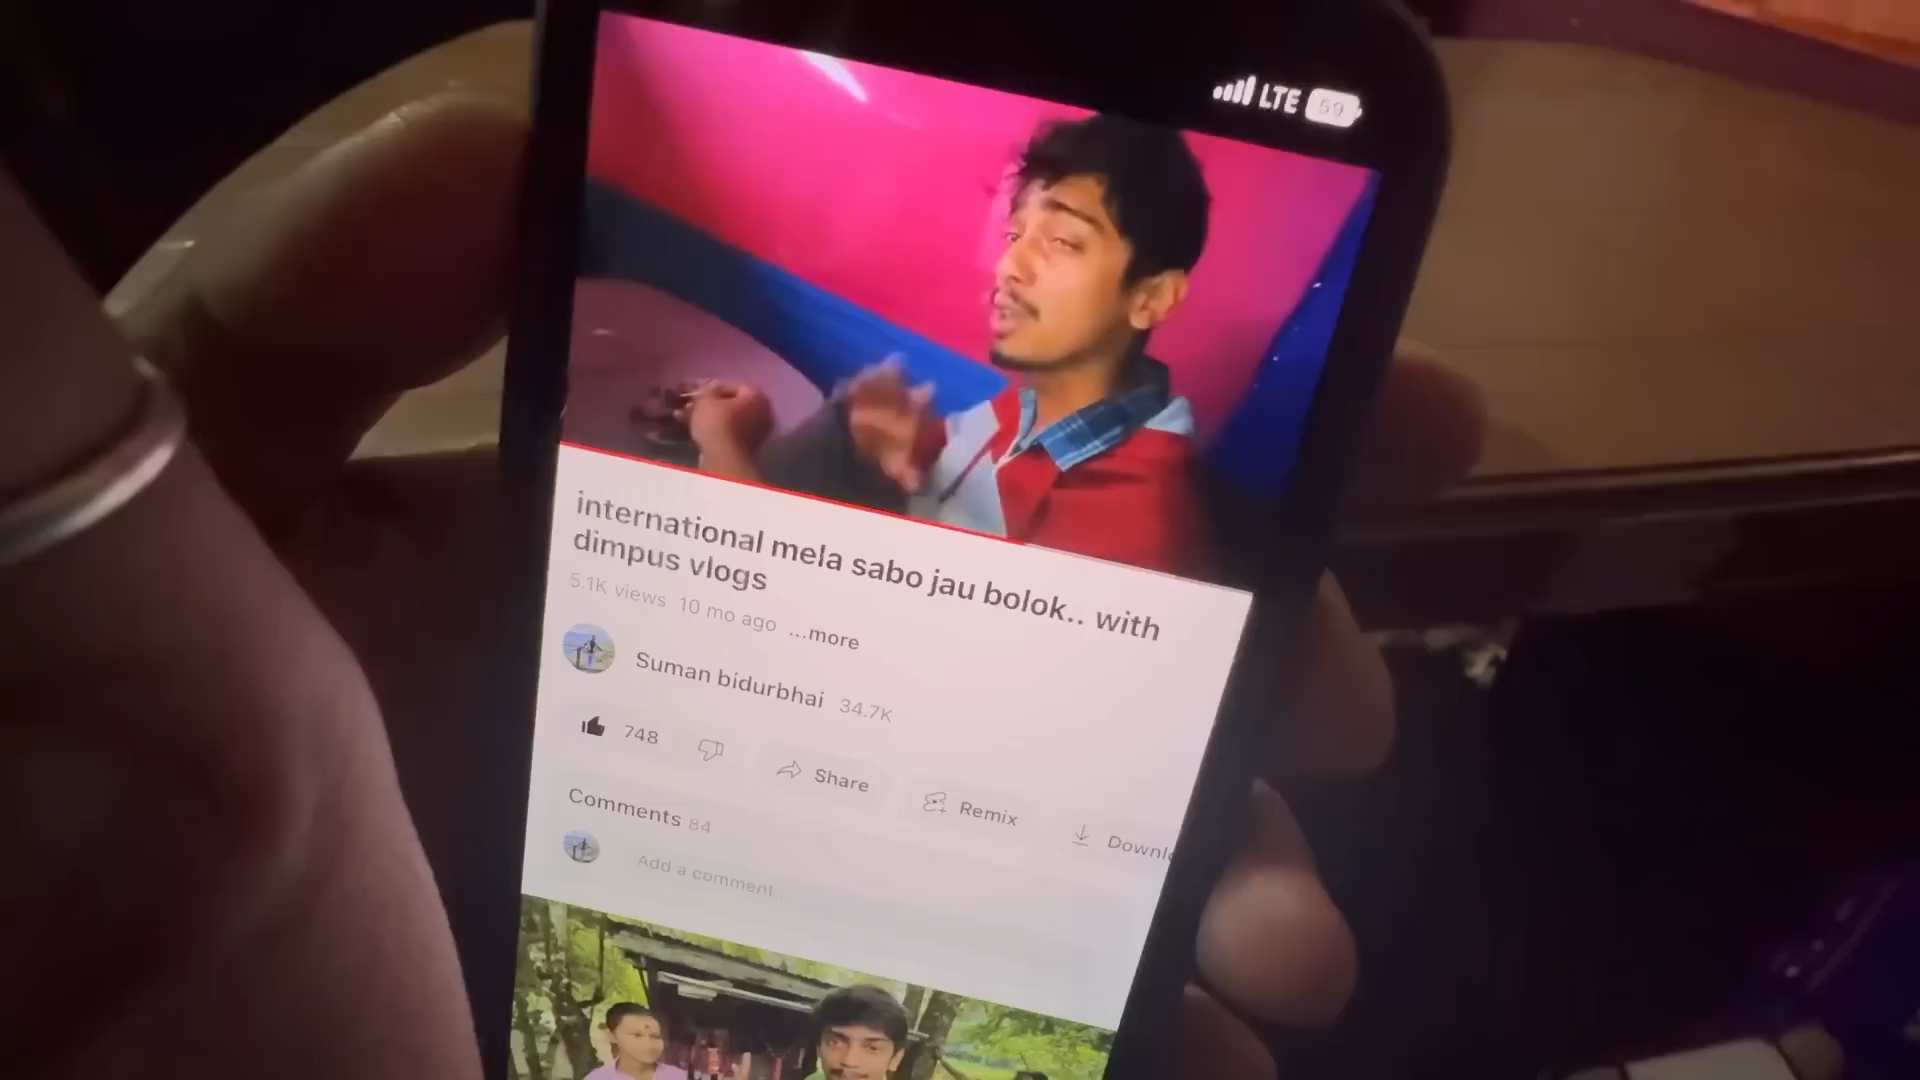 LTE 59
international mela sabo jau bolok.. with
dimpus vlogs
5.1K views 10 mo ago ...more
Suman bidurbhai 34.7K
748
Share
Remix
Downlo
Comments 84
Add a comment...